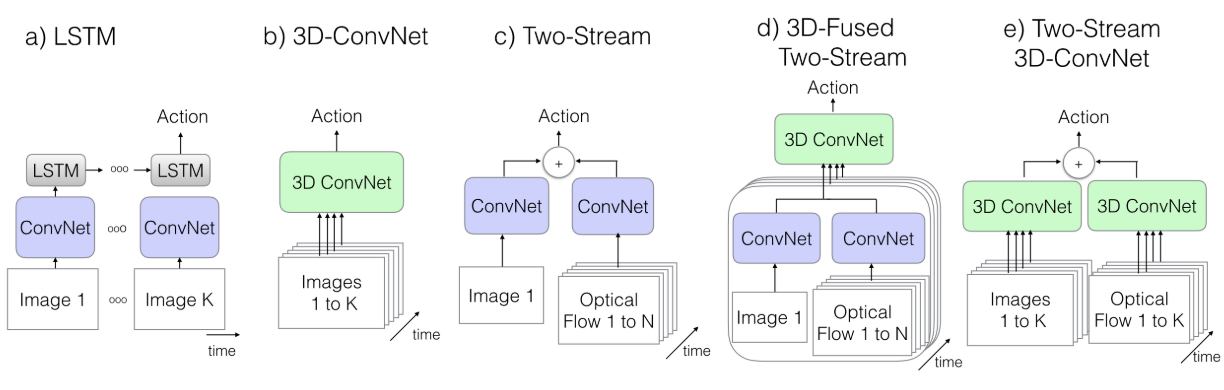 a) LSTM
Action
LSTM ooo LSTM
ConvNet ooo ConvNet
Image 1 ooo Image K
time
b) 3D-ConvNet
Action
3D ConvNet
Images
1 to K
time
c) Two-Stream
Action
+
ConvNet ConvNet
Image 1
Optical
Flow 1 to N
time
d) 3D-Fused
Two-Stream
Action
3D ConvNet
ConvNet ConvNet
Image 1
Optical
Flow 1 to N
time
e) Two-Stream
3D-ConvNet
Action
+
3D ConvNet 3D ConvNet
Images
1 to K
Optical
Flow 1 to K
time